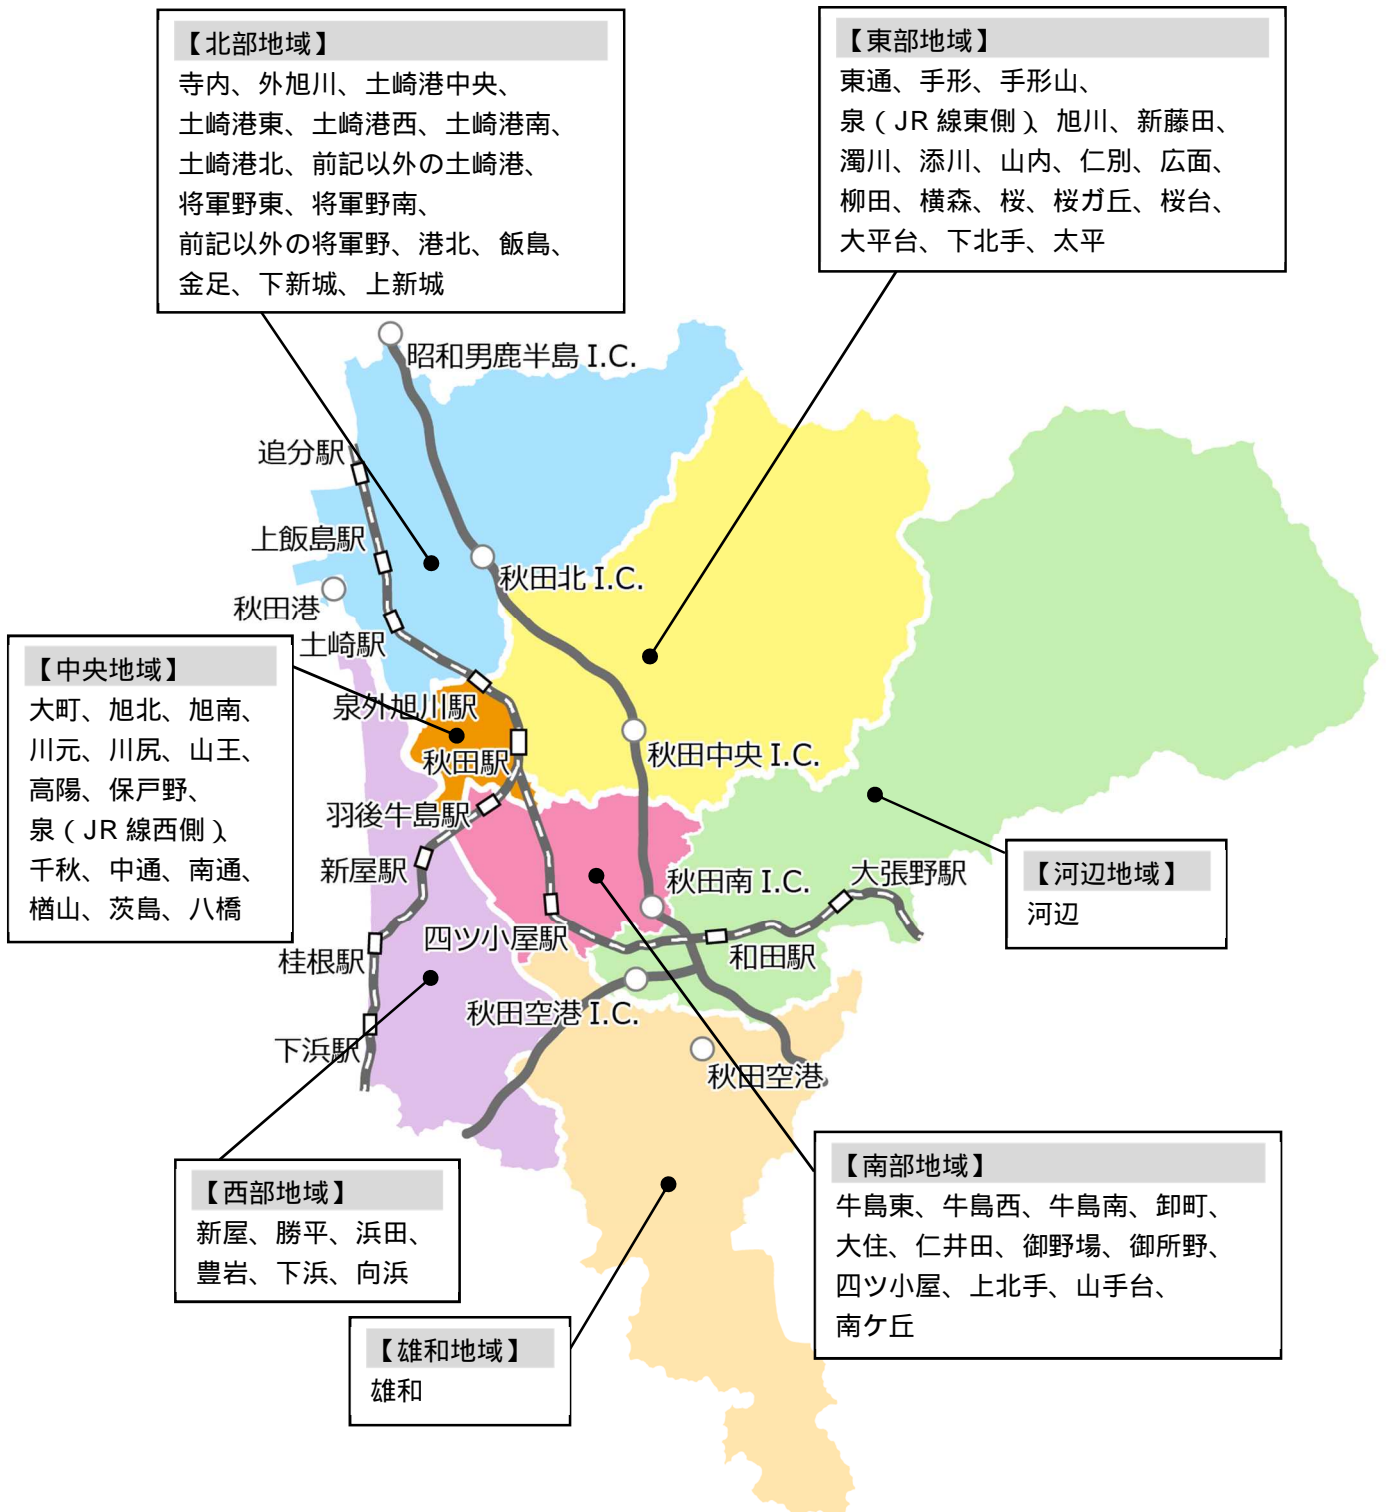 【北部地域】
寺内、外旭川、土崎港中央、
土崎港東、土崎港西、土崎港南、
土崎港北、前記以外の土崎港、
将軍野東、将軍野南、
前記以外の将軍野、港北、飯島、
金足、下新城、上新城
【東部地域】
東通、手形、手形山、
泉（JR線東側）、旭川、新藤田、
濁川、添川、山内、仁別、広面、
柳田、横森、桜、桜ガ丘、桜台、
大平台、下北手、太平
昭和男鹿半島 I.C.
追分駅
上飯島駅
秋田北 I.C.
秋田港
土崎駅
【中央地域】
大町、旭北、旭南、
川元、川尻、山王、
高陽、保戸野、
泉（JR線西側）、
千秋、中通、南通、
楢山、茨島、八橋
泉外旭川駅
秋田駅
秋田中央 I.C.
羽後牛島駅
新屋駅
秋田南 I.C.
大張野駅
【河辺地域】
河辺
四ツ小屋駅
桂根駅
和田駅
秋田空港 I.C.
下浜駅
秋田空港
【西部地域】
新屋、勝平、浜田、
豊岩、下浜、向浜
【南部地域】
牛島東、牛島西、牛島南、卸町、
大住、仁井田、御野場、御所野、
四ツ小屋、上北手、山手台、
南ケ丘
【雄和地域】
雄和